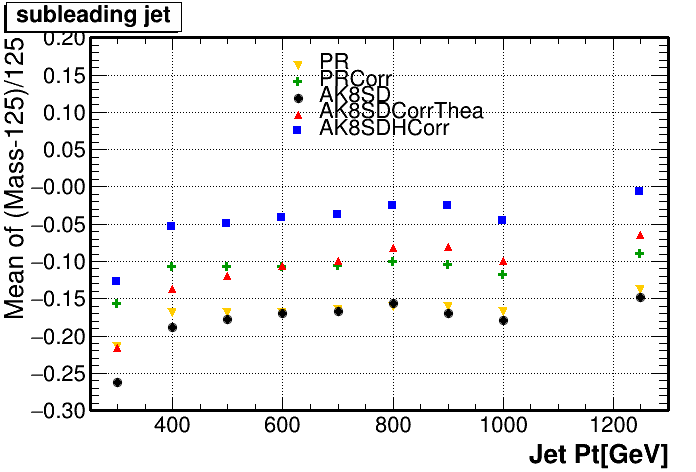 subleading jet
Mean of (Mass-125)/125
0.20
0.15
0.10
0.05
−0.00
−0.05
−0.10
−0.15
−0.20
−0.25
−0.30
PR
PRCorr
AK8SD
AK8SDCorrThea
AK8SDHCorr
400 600 800 1000 1200
Jet Pt[GeV]